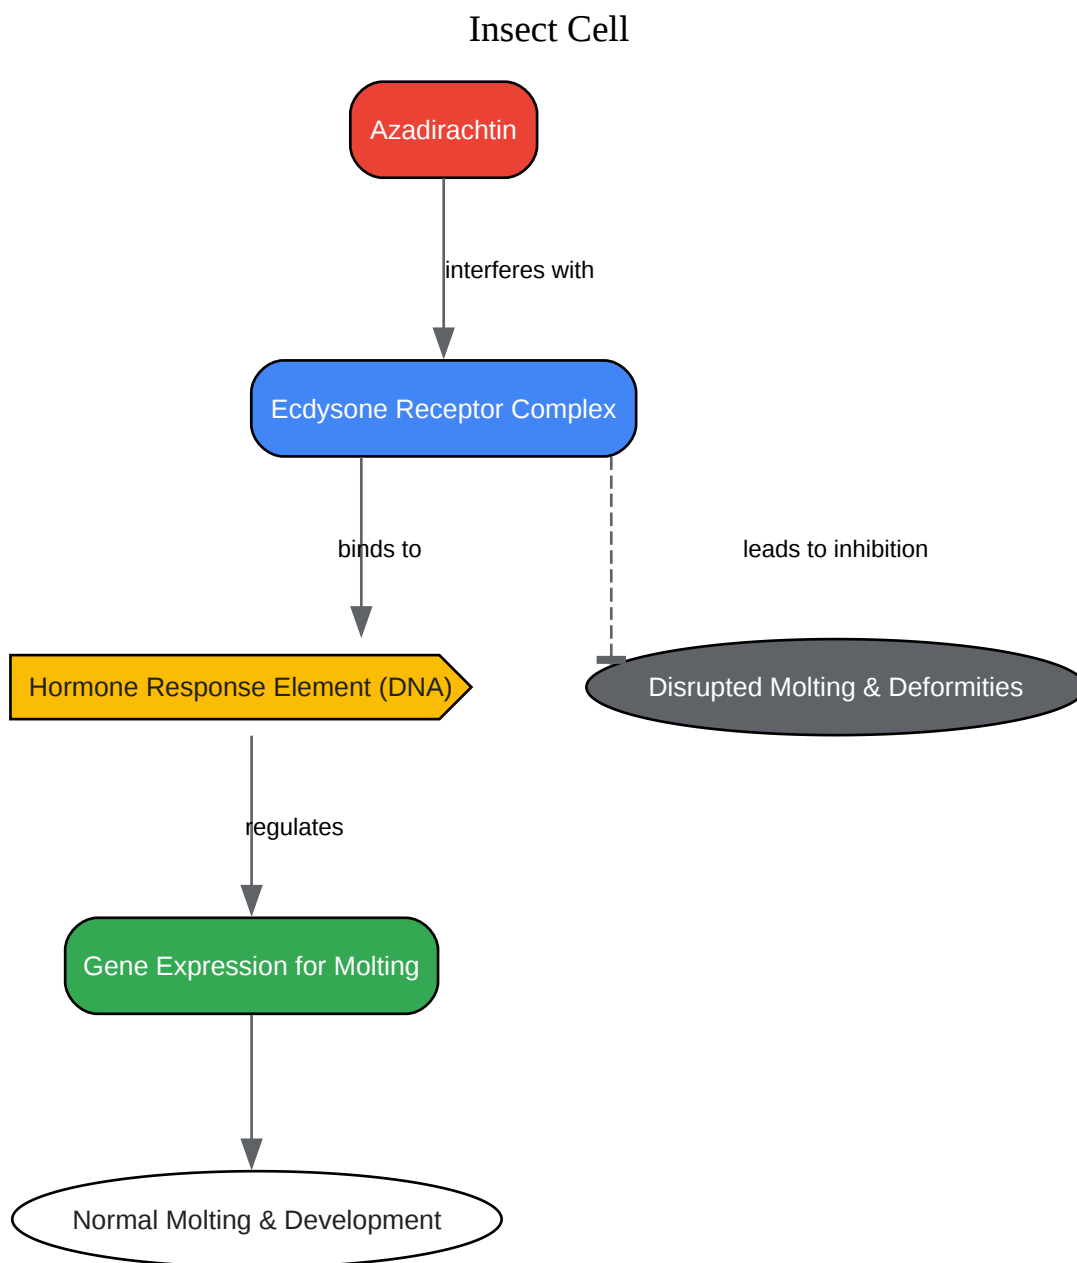 Insect Cell
Azadirachtin
interferes with
Ecdysone Receptor Complex
binds to
leads to inhibition
Hormone Response Element (DNA)
Disrupted Molting & Deformities
regulates
Gene Expression for Molting
Normal Molting & Development